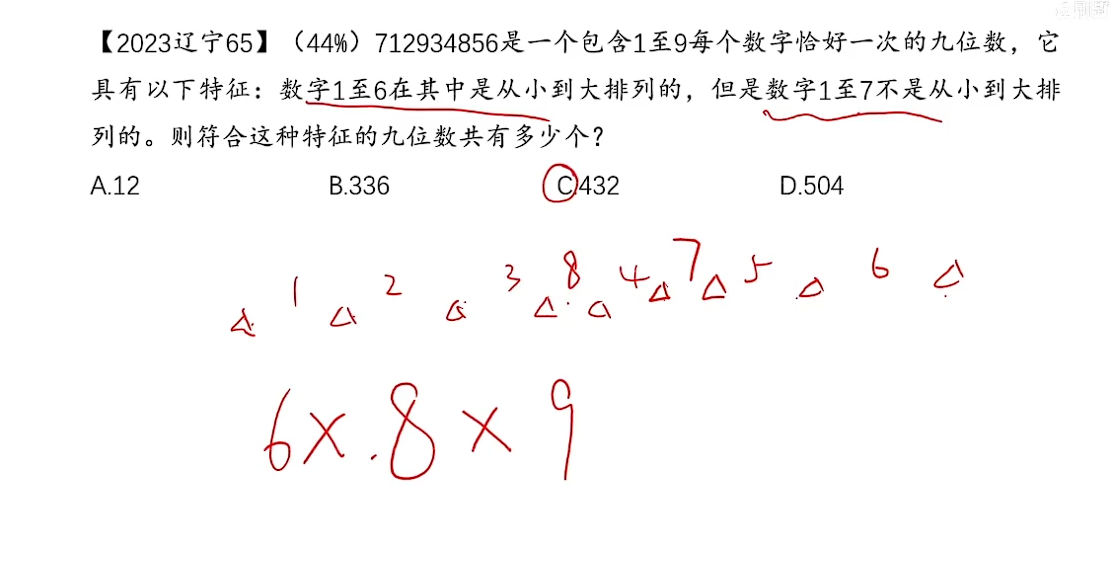 【2023辽宁65】（44%）712934856是一个包含1至9每个数字恰好一次的九位数，它
具有以下特征：数字1至6在其中是从小到大排列的，但是数字1至7不是从小到大排
列的。则符合这种特征的九位数共有多少个？
A.12 B.336 C.432 D.504
1 2 3 8 4 7 5 6
6×.8×9